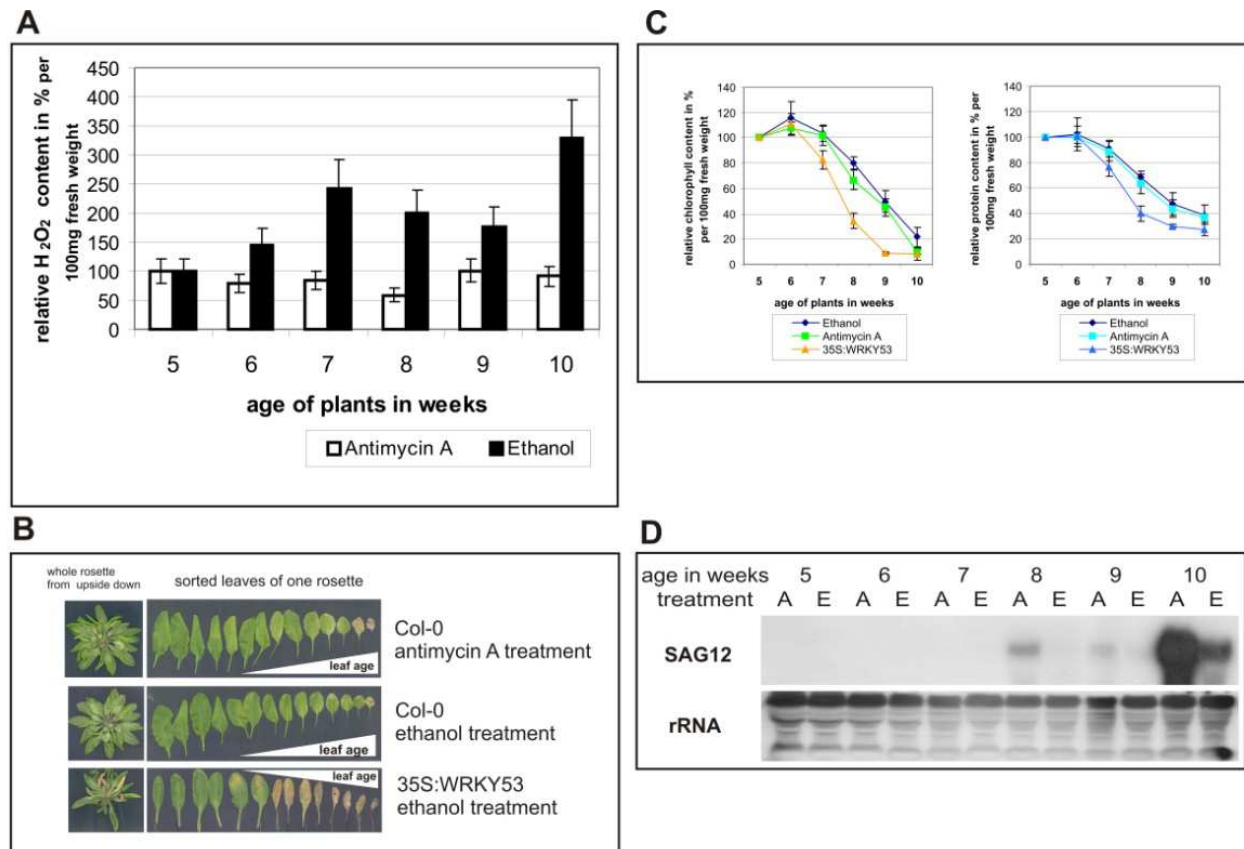 A
relative H2O2 content in % per
100mg fresh weight
450
400
350
300
250
200
150
100
50
0
5 6 7 8 9 10
age of plants in weeks
Antimycin A Ethanol
B
whole rosette
from upside down
sorted leaves of one rosette
leaf age
Col-0
antimycin A treatment
leaf age
Col-0
ethanol treatment
leaf age
35S:WRKY53
ethanol treatment
C
relative chlorophyll content in %
per 100mg fresh weight
140
120
100
80
60
40
20
0
5 6 7 8 9 10
age of plants in weeks
Ethanol
Antimycin A
35S:WRKY53
relative protein content in % per
100mg fresh weight
140
120
100
80
60
40
20
0
5 6 7 8 9 10
age of plants in weeks
Ethanol
Antimycin A
35S:WRKY53
D
age in weeks 5 6 7 8 9 10
treatment A E A E A E A E A E A E
SAG12
rRNA